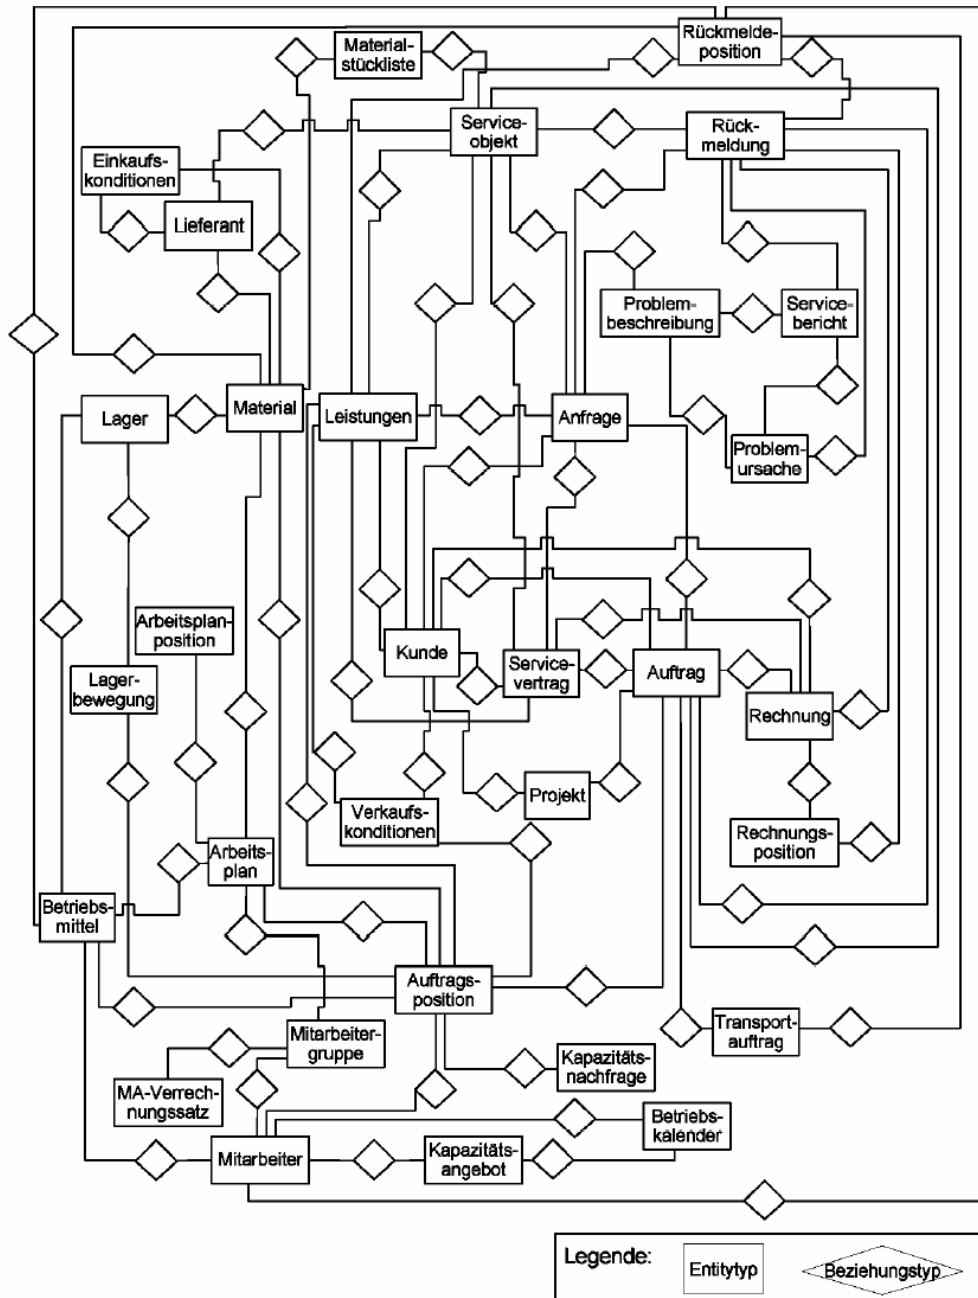 Material-
stückliste
Rückmelde-
position
Service-
objekt
Rück-
meldung
Einkaufs-
konditionen
Lieferant
Problem-
beschreibung
Service-
bericht
Lager
Material
Leistungen
Anfrage
Problem-
ursache
Arbeitsplan-
position
Kunde
Service-
vertrag
Auftrag
Lager-
bewegung
Rechnung
Projekt
Verkaufs-
konditionen
Rechnungs-
position
Arbeits-
plan
Betriebs-
mittel
Auftrags-
position
Mitarbeiter-
gruppe
Transport-
auftrag
Kapazitäts-
nachfrage
MA-Verrech-
nungssatz
Betriebs-
kalender
Mitarbeiter
Kapazitäts-
angebot
Legende:
Entitytyp
Beziehungstyp